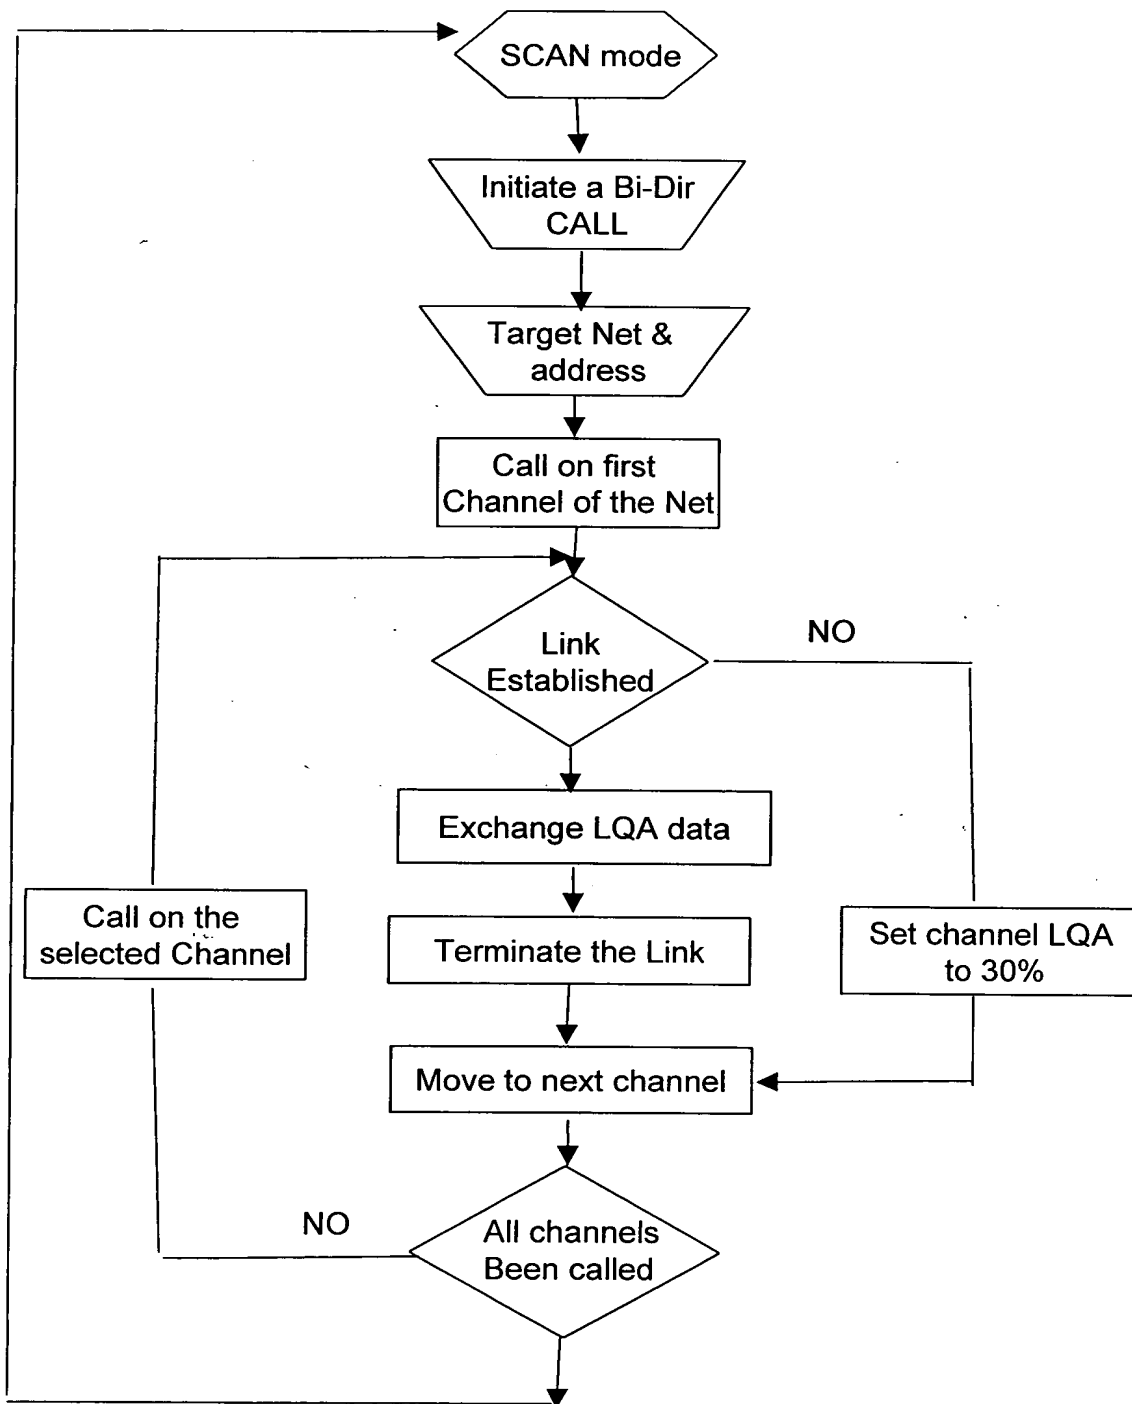 SCAN mode
Initiate a Bi-Dir
CALL
Target Net &
address
Call on first
Channel of the Net
Link
Established
NO
Exchange LQA data
Call on the
selected Channel
Terminate the Link
Set channel LQA
to 30%
Move to next channel
NO
All channels
Been called